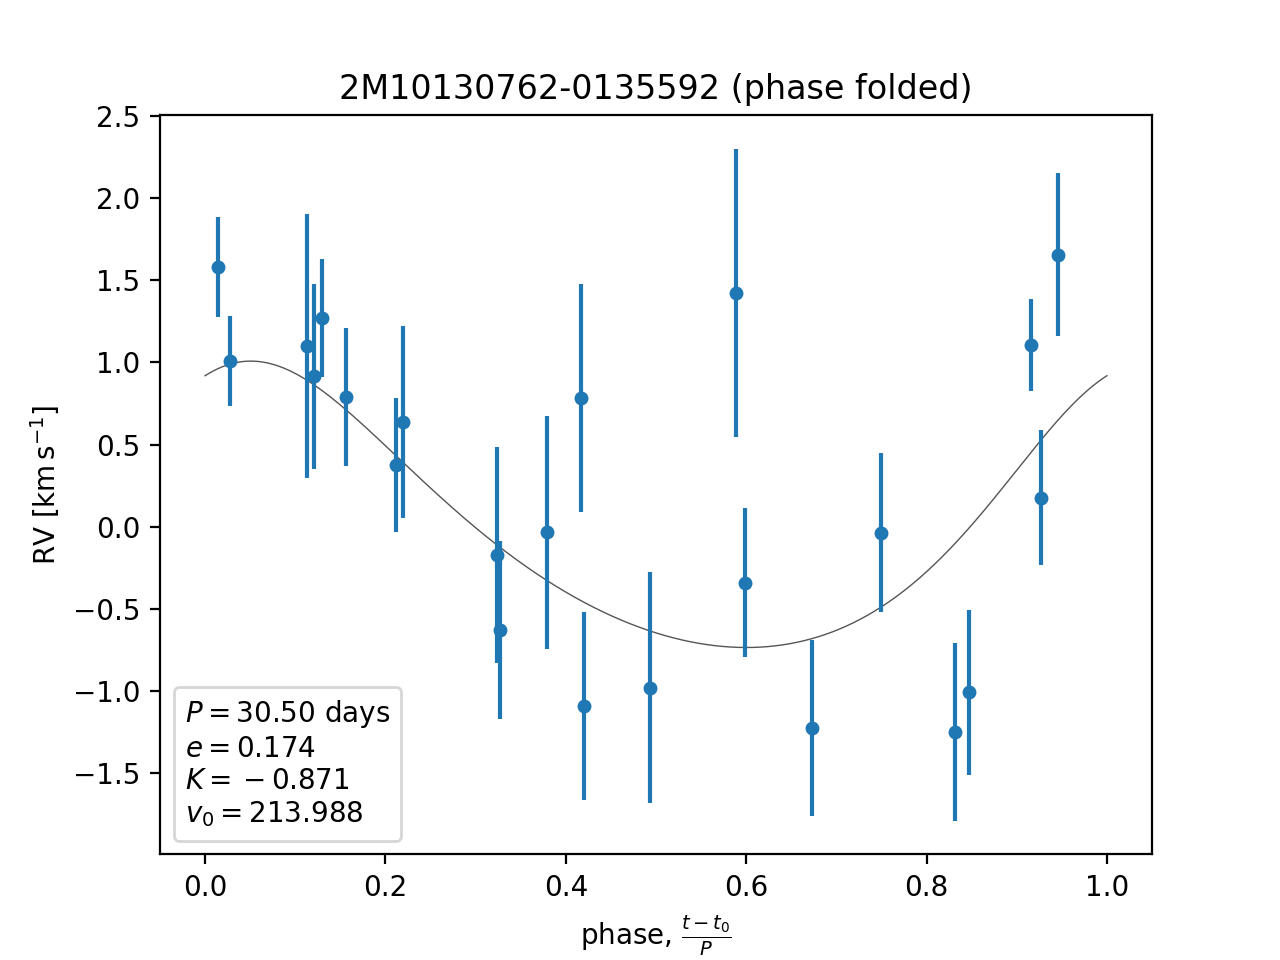 2M10130762-0135592 (phase folded)
2.5
2.0
1.5
1.0
0.5
0.0
−0.5
−1.0
−1.5
RV [km s⁻¹]
P = 30.50 days
e = 0.174
K = −0.871
v₀ = 213.988
0.0 0.2 0.4 0.6 0.8 1.0
phase, (t − t₀)/P